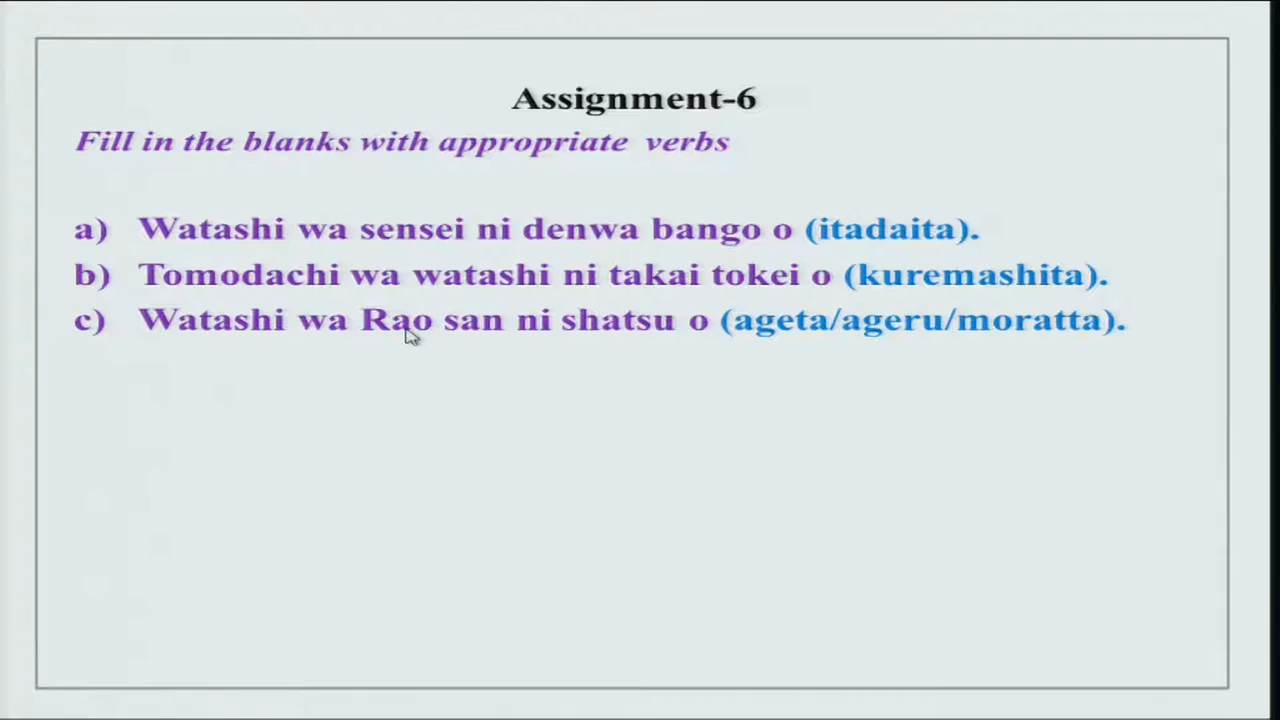 Assignment-6
Fill in the blanks with appropriate verbs
a) Watashi wa sensei ni denwa bango o (itadaita).
b) Tomodachi wa watashi ni takai tokei o (kuremashita).
c) Watashi wa Rao san ni shatsu o (ageta/ageru/moratta).